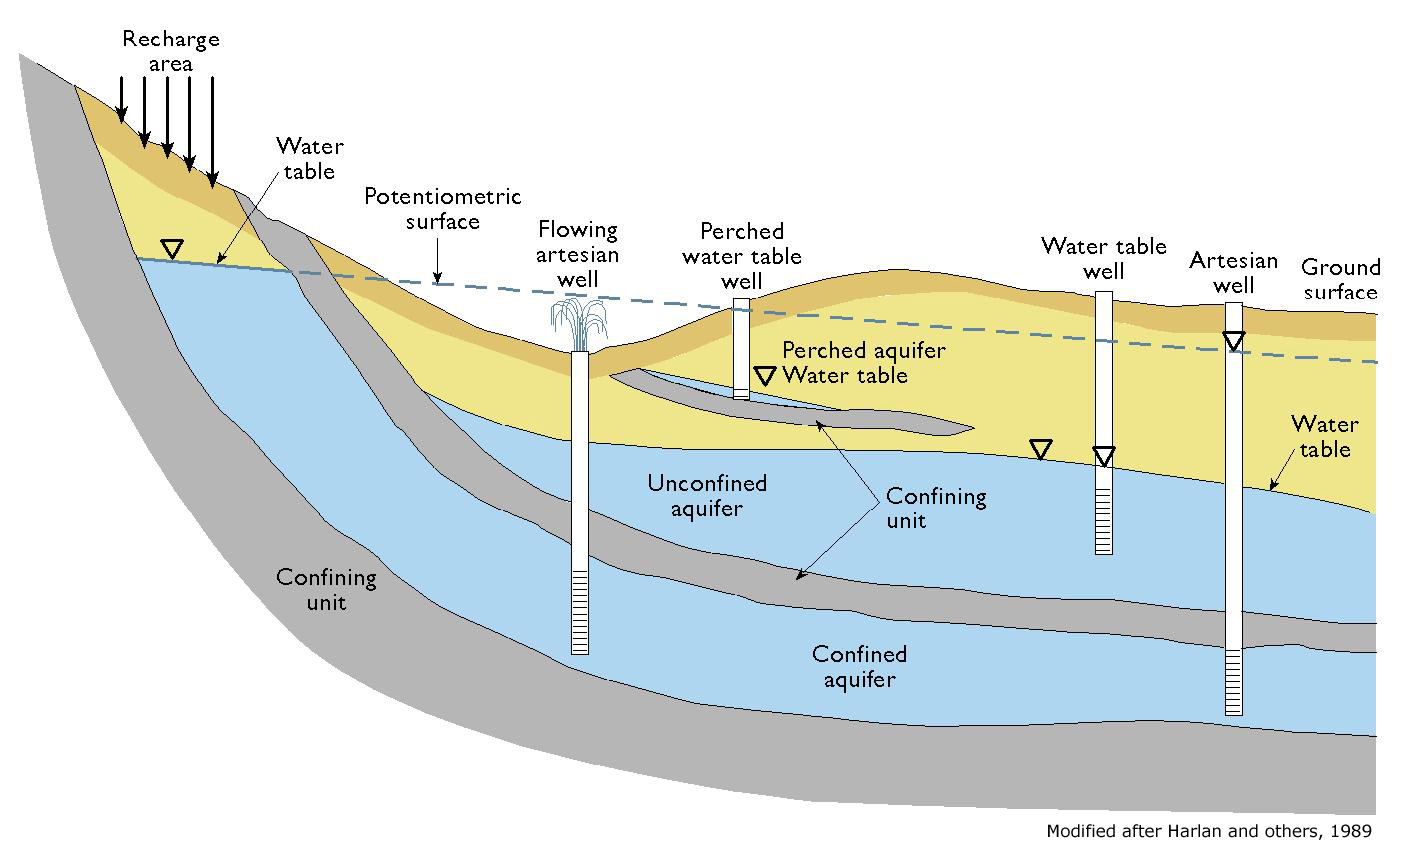 Recharge
area
Water
table
Potentiometric
surface
Flowing
artesian
well
Perched
water table
well
Water table
well
Artesian
well
Ground
surface
Perched aquifer
Water table
Water
table
Unconfined
aquifer
Confining
unit
Confining
unit
Confined
aquifer
Modified after Harlan and others, 1989